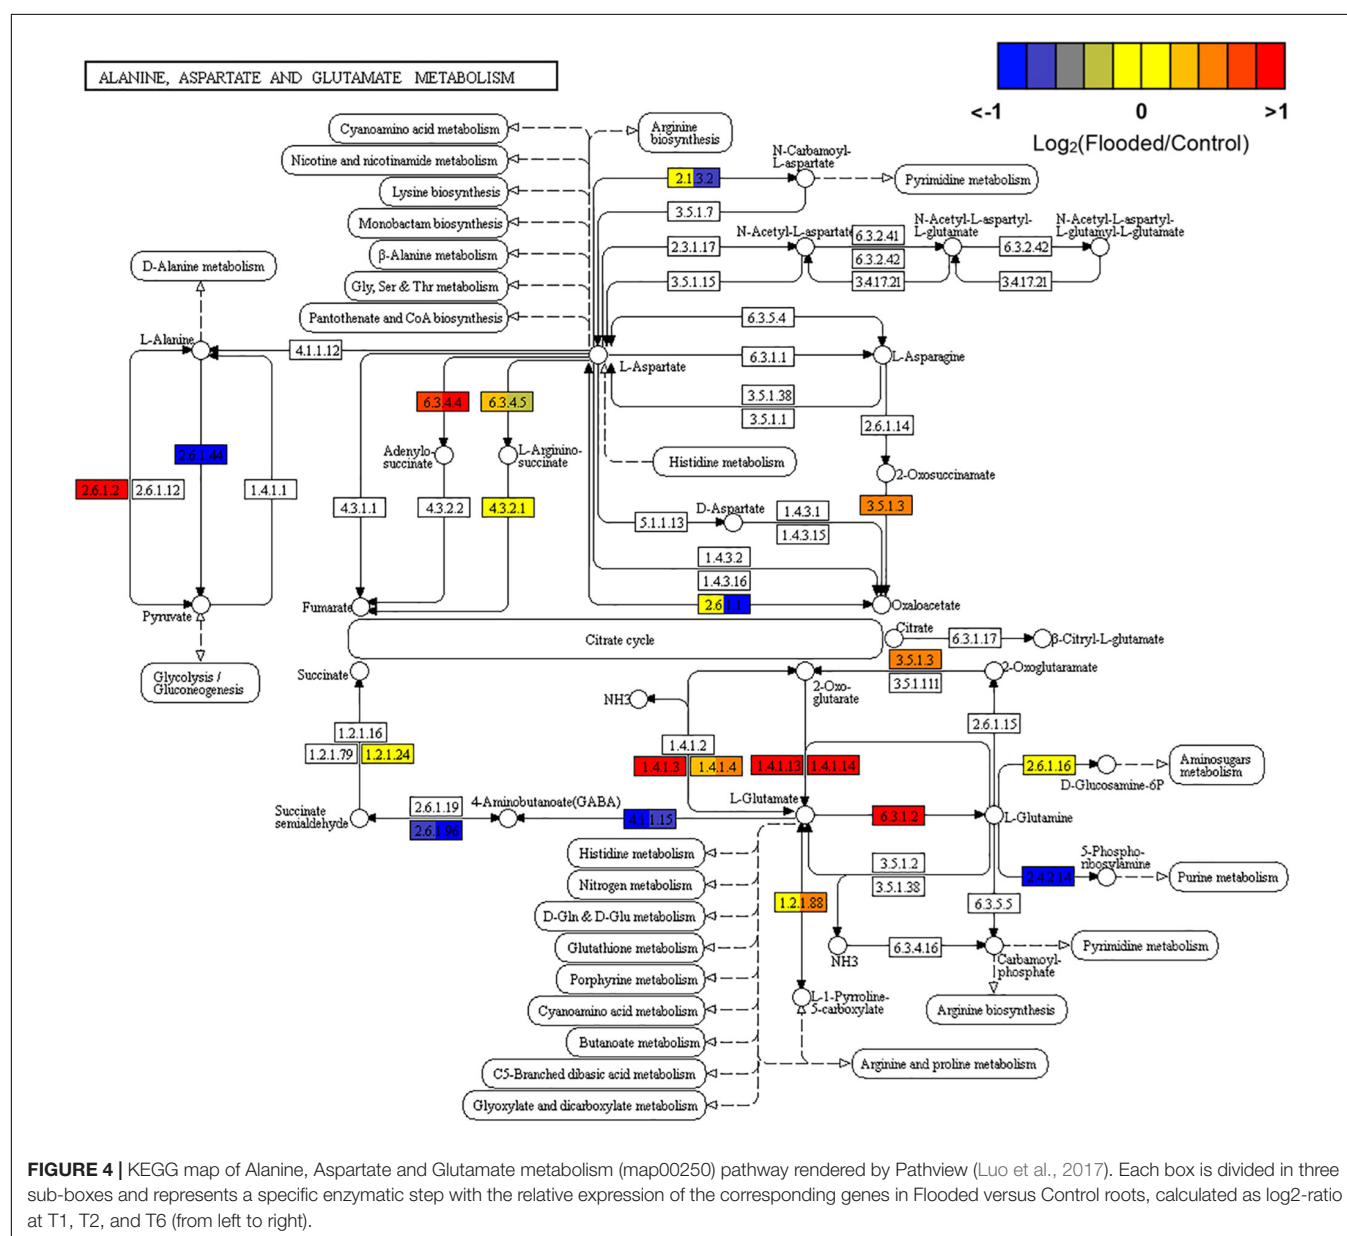 ALANINE, ASPARTATE AND GLUTAMATE METABOLISM
<-1
0
>1
Log2(Flooded/Control)
Cyanoamino acid metabolism
Nicotine and nicotinamide metabolism
Lysine biosynthesis
Monobactam biosynthesis
β-Alanine metabolism
Gly, Ser & Thr metabolism
Pantothenate and CoA biosynthesis
Arginine
biosynthesis
N-Carbamoyl-
L-aspartate
2.1.3.2
Pyrimidine metabolism
3.5.1.7
N-Acetyl-L-aspartate
N-Acetyl-L-aspartyl-
L-glutamate
N-Acetyl-L-aspartyl-
L-glutamyl-L-glutamate
2.3.1.17
6.3.2.41
6.3.2.42
6.3.2.42
3.5.1.15
3.4.17.21
3.4.17.21
D-Alanine metabolism
L-Alanine
4.1.1.12
6.3.5.4
L-Aspartate
6.3.1.1
L-Asparagine
3.5.1.38
3.5.1.1
6.3.4.4
6.3.4.5
2.6.1.14
Adenylo-
succinate
L-Arginino-
succinate
Histidine metabolism
2-Oxosuccinamate
2.6.1.44
2.6.1.2
2.6.1.12
1.4.1.1
4.3.1.1
4.3.2.2
4.3.2.1
3.5.1.3
5.1.1.13
D-Aspartate
1.4.3.1
1.4.3.15
1.4.3.2
1.4.3.16
2.6.1.1
Pyruvate
Fumarate
Oxaloacetate
Citrate cycle
Citrate
6.3.1.17
β-Citryl-L-glutamate
Glycolysis /
Gluconeogenesis
Succinate
NH3
2-Oxo-
glutarate
3.5.1.3
3.5.1.111
2-Oxoglutaramate
1.2.1.16
1.2.1.79
1.2.1.24
1.4.1.2
1.4.1.3
1.4.1.4
1.4.1.13
1.4.1.14
2.6.1.15
2.6.1.16
D-Glucosamine-6P
Aminosugars
metabolism
Succinate
semialdehyde
2.6.1.19
2.6.1.96
4-Aminobutanoate(GABA)
4.1.1.15
L-Glutamate
6.3.1.2
L-Glutamine
Histidine metabolism
Nitrogen metabolism
D-Gln & D-Glu metabolism
Glutathione metabolism
Porphyrine metabolism
Cyanoamino acid metabolism
Butanoate metabolism
C5-Branched dibasic acid metabolism
Glyoxylate and dicarboxylate metabolism
3.5.1.2
3.5.1.38
2.4.2.14
5-Phospho-
ribosylamine
Purine metabolism
1.2.1.88
6.3.5.5
NH3
6.3.4.16
Carbamoyl-
phosphate
Pyrimidine metabolism
L-1-Pyrroline-
5-carboxylate
Arginine biosynthesis
Arginine and proline metabolism
FIGURE 4 | KEGG map of Alanine, Aspartate and Glutamate metabolism (map00250) pathway rendered by Pathview (Luo et al., 2017). Each box is divided in three
sub-boxes and represents a specific enzymatic step with the relative expression of the corresponding genes in Flooded versus Control roots, calculated as log2-ratio
at T1, T2, and T6 (from left to right).